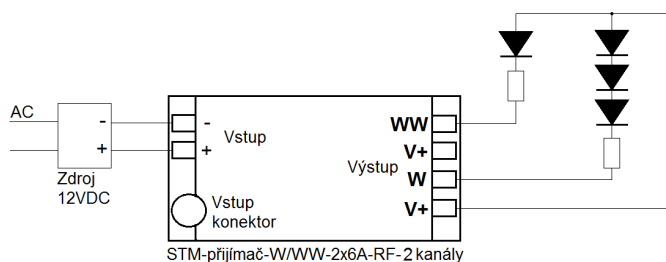 AC
-
+
Zdroj
12VDC
-
+
Vstup
Vstup
konektor
WW
V+
Výstup
W
V+
STM-přijímač-W/WW-2x6A-RF-2 kanály